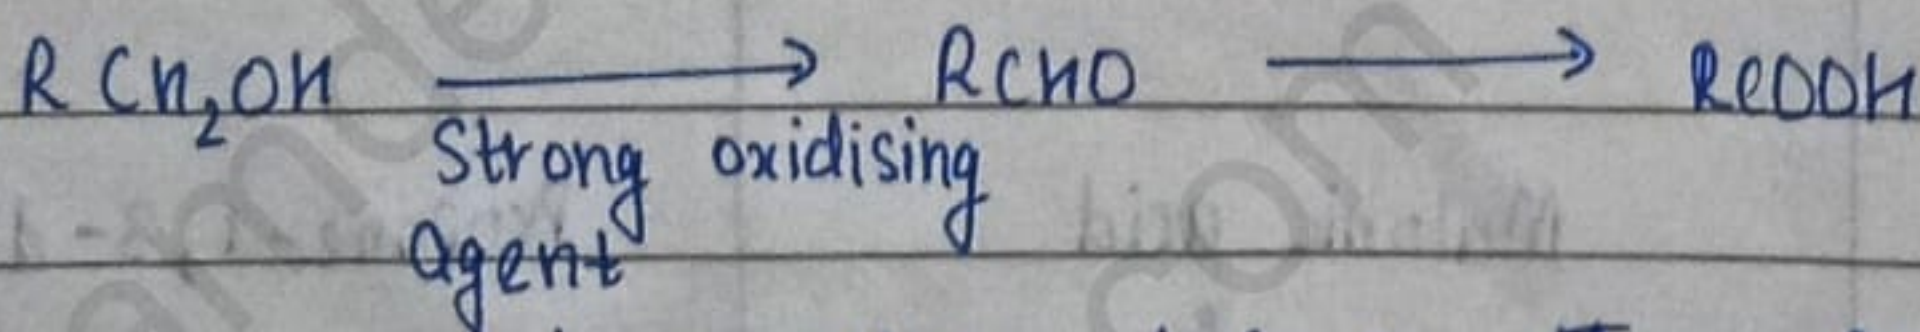 RCH₂OH → RCHO → RCOOH
Strong oxidising
Agent